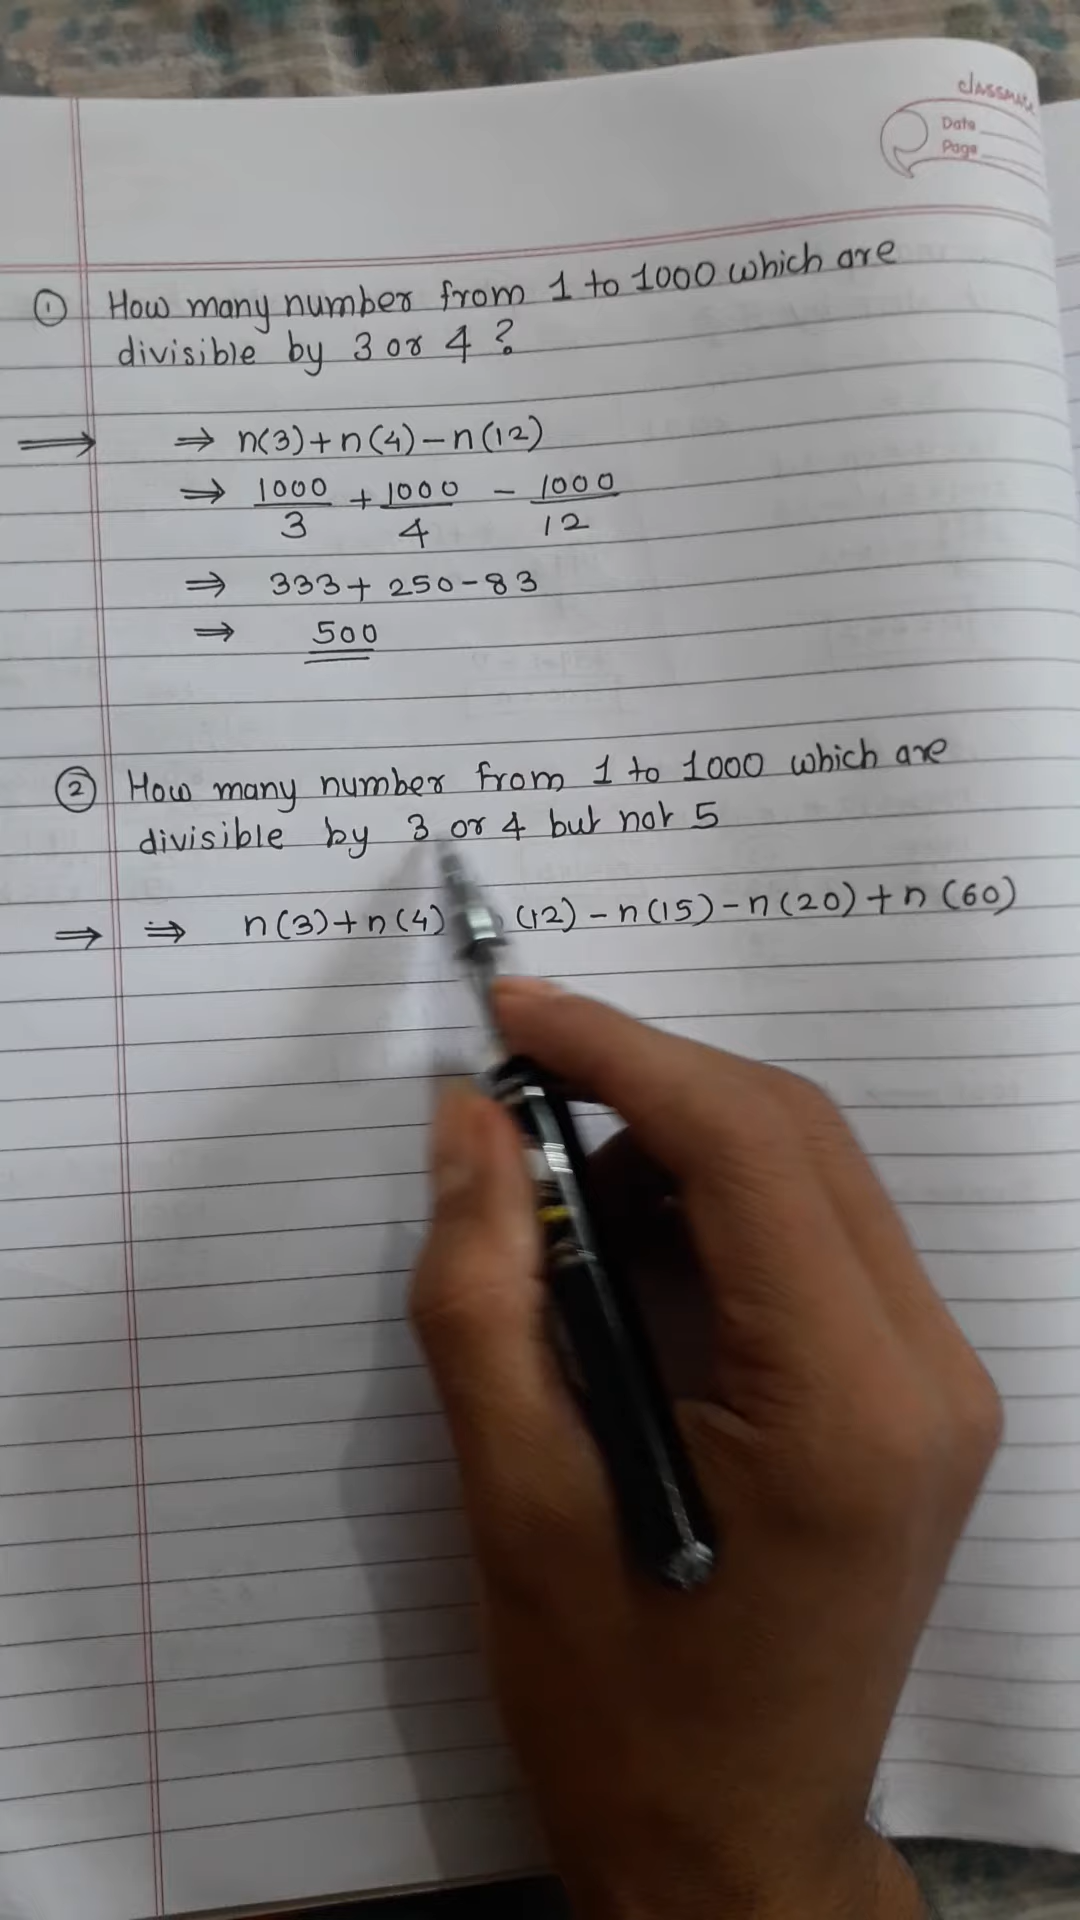 classmate
Date
Page
① How many number from 1 to 1000 which are
divisible by 3 or 4 ?
⇒ ⇒ n(3)+n(4)-n(12)
⇒ 1000/3 + 1000/4 - 1000/12
⇒ 333+ 250-83
⇒ 500
② How many number from 1 to 1000 which are
divisible by 3 or 4 but not 5
⇒ ⇒ n(3)+n(4) (12)-n(15)-n(20)+n(60)